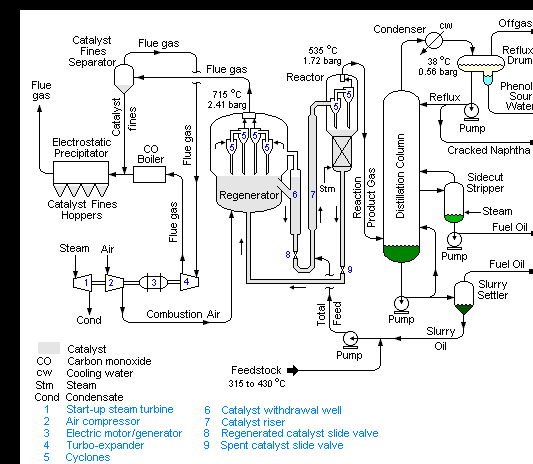 Catalyst
Fines
Separator
Flue gas
Flue gas
Flue
gas
Catalyst
fines
Flue gas
Electrostatic
Precipitator
CO
Boiler
Catalyst Fines
Hoppers
Flue gas
715 °C
2.41 barg
5
5
5
5
Regenerator
6
7
8
9
535 °C
1.72 barg
Reactor
5
5
Stm
Reaction
Product Gas
Condenser
CW
38 °C
0.56 barg
Offgas
Reflux
Drum
Phenol
Sour
Water
Reflux
Pump
Cracked Naphtha
Distillation Column
Sidecut
Stripper
Steam
Fuel Oil
Pump
Fuel Oil
Slurry
Settler
Pump
Slurry
Oil
Pump
Total
Feed
Steam
Air
1
2
3
4
Cond
Combustion Air
Feedstock
315 to 430 °C
Catalyst
CO Carbon monoxide
CW Cooling water
Stm Steam
Cond Condensate
1 Start-up steam turbine
2 Air compressor
3 Electric motor/generator
4 Turbo-expander
5 Cyclones
6 Catalyst withdrawal well
7 Catalyst riser
8 Regenerated catalyst slide valve
9 Spent catalyst slide valve